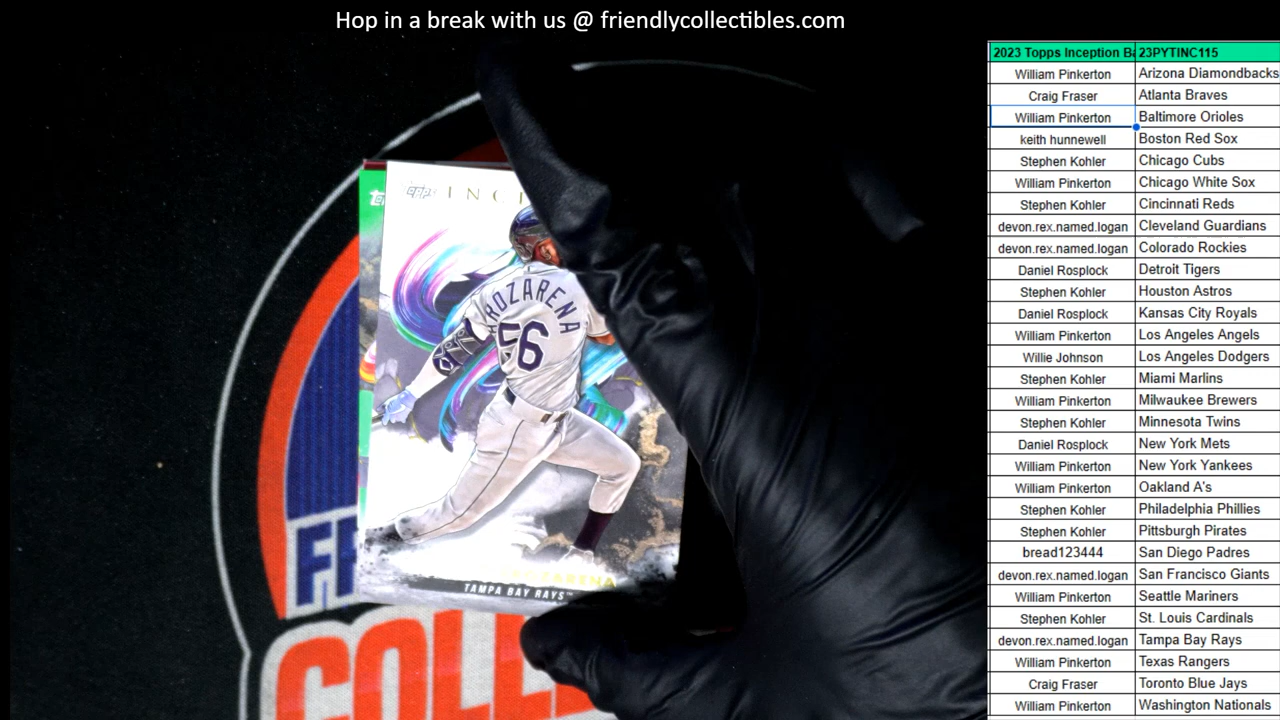 Hop in a break with us @ friendlycollectibles.com
2023 Topps Inception Ba 23PYTINC115
William Pinkerton Arizona Diamondbacks
Craig Fraser Atlanta Braves
William Pinkerton Baltimore Orioles
keith hunnewell Boston Red Sox
Stephen Kohler Chicago Cubs
William Pinkerton Chicago White Sox
Stephen Kohler Cincinnati Reds
devon.rex.named.logan Cleveland Guardians
devon.rex.named.logan Colorado Rockies
Daniel Rosplock Detroit Tigers
Stephen Kohler Houston Astros
Daniel Rosplock Kansas City Royals
William Pinkerton Los Angeles Angels
Willie Johnson Los Angeles Dodgers
Stephen Kohler Miami Marlins
William Pinkerton Milwaukee Brewers
Stephen Kohler Minnesota Twins
Daniel Rosplock New York Mets
William Pinkerton New York Yankees
William Pinkerton Oakland A's
Stephen Kohler Philadelphia Phillies
Stephen Kohler Pittsburgh Pirates
bread123444 San Diego Padres
devon.rex.named.logan San Francisco Giants
William Pinkerton Seattle Mariners
Stephen Kohler St. Louis Cardinals
devon.rex.named.logan Tampa Bay Rays
William Pinkerton Texas Rangers
Craig Fraser Toronto Blue Jays
William Pinkerton Washington Nationals
topps INC
AROZARENA
56
TAMPA BAY RAYS
FR
COLLE